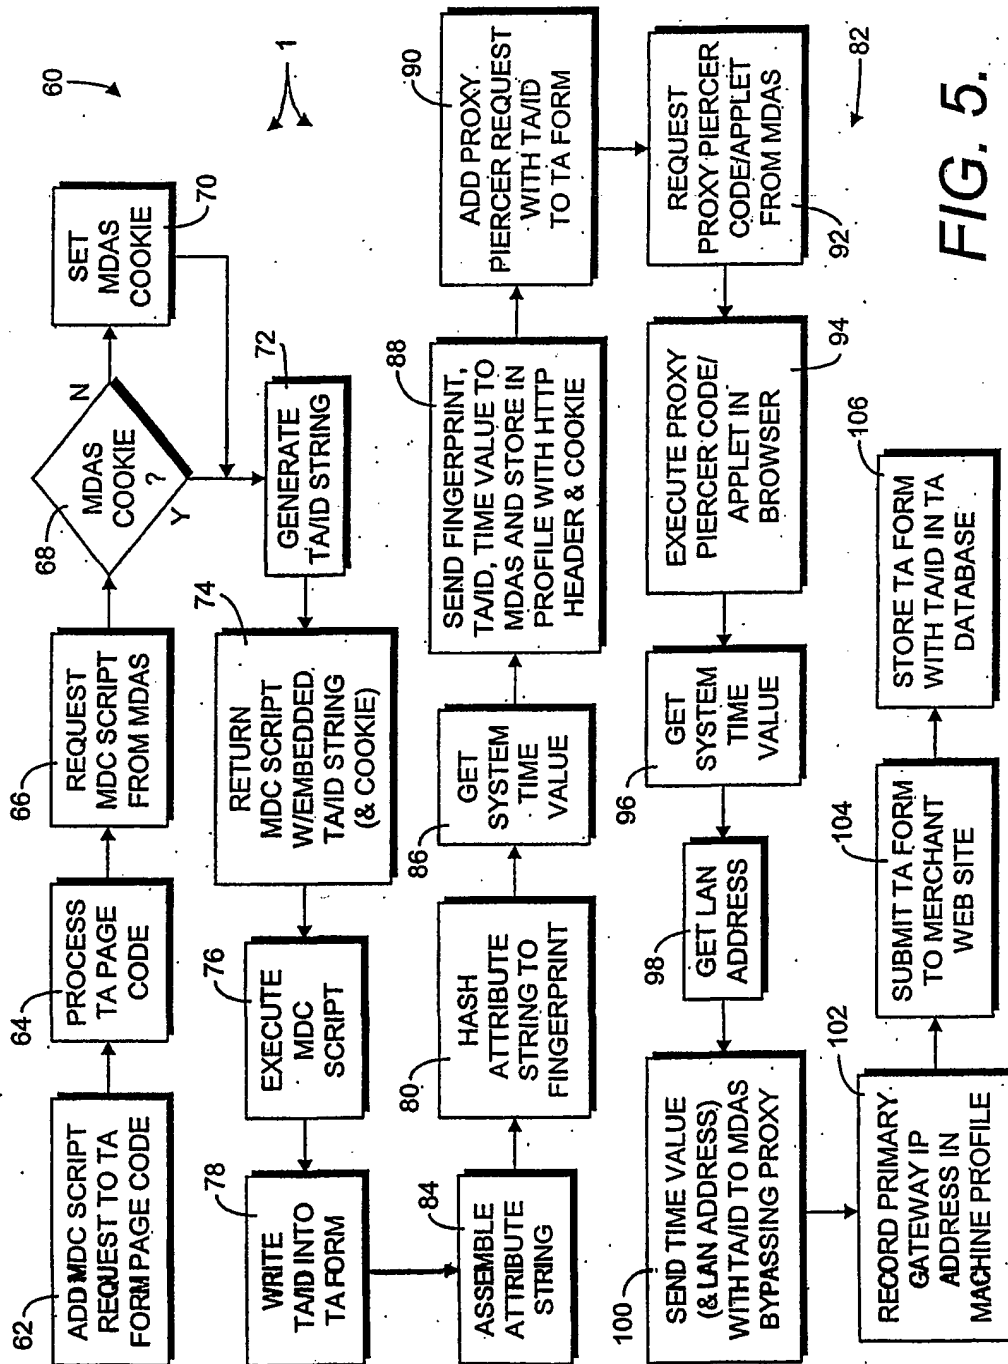 60
1
62
ADD MDC SCRIPT
REQUEST TO TA
FORM PAGE CODE
64
PROCESS
TA PAGE
CODE
66
REQUEST
MDC SCRIPT
FROM MDAS
68
MDAS
COOKIE
?
N
Y
SET
MDAS
COOKIE
70
72
GENERATE
TA/ID STRING
74
RETURN
MDC SCRIPT
W/EMBEDDED
TA/ID STRING
(& COOKIE)
76
EXECUTE
MDC
SCRIPT
78
WRITE
TA/ID INTO
TA FORM
84
ASSEMBLE
ATTRIBUTE
STRING
80
HASH
ATTRIBUTE
STRING TO
FINGERPRINT
86
GET
SYSTEM
TIME
VALUE
88
SEND FINGERPRINT,
TA/ID, TIME VALUE TO
MDAS AND STORE IN
PROFILE WITH HTTP
HEADER & COOKIE
90
ADD PROXY
PIERCER REQUEST
WITH TA/ID
TO TA FORM
REQUEST
PROXY PIERCER
CODE/APPLET
FROM MDAS
92
82
EXECUTE PROXY
PIERCER CODE/
APPLET IN
BROWSER
94
96
GET
SYSTEM
TIME
VALUE
98
GET LAN
ADDRESS
100
SEND TIME VALUE
(& LAN ADDRESS)
WITH TA/ID TO MDAS
BYPASSING PROXY
102
RECORD PRIMARY
GATEWAY IP
ADDRESS IN
MACHINE PROFILE
104
SUBMIT TA FORM
TO MERCHANT
WEB SITE
106
STORE TA FORM
WITH TA/ID IN TA
DATABASE
FIG. 5.